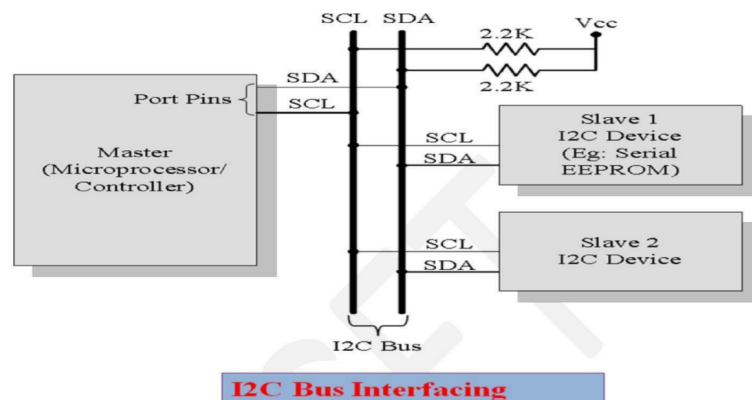 SCL SDA
Vcc
2.2K
2.2K
SDA
Port Pins
SCL
Master
(Microprocessor/
Controller)
SCL
SDA
Slave 1
I2C Device
(Eg: Serial
EEPROM)
SCL
SDA
Slave 2
I2C Device
I2C Bus
I2C Bus Interfacing